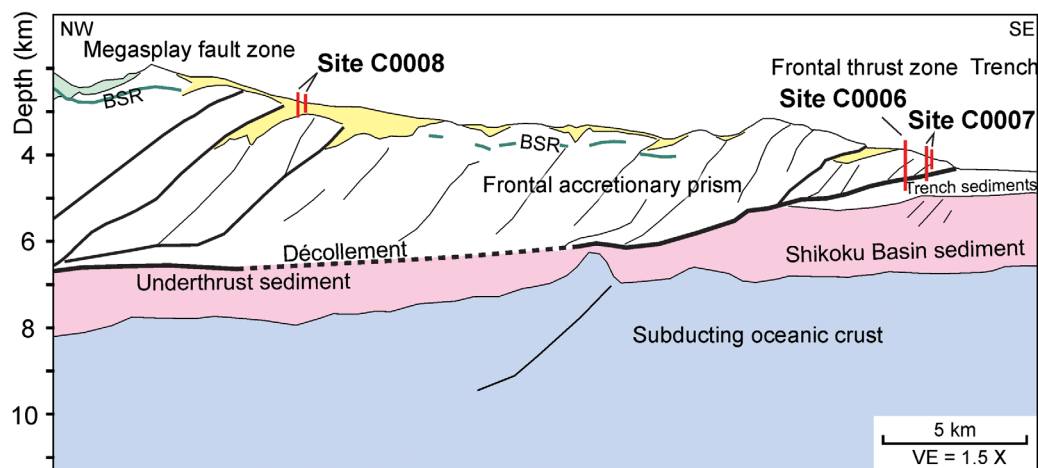 NW
SE
Megasplay fault zone
Site C0008
Frontal thrust zone
Trench
Site C0006
Site C0007
BSR
BSR
Depth (km)
4
6
8
10
Frontal accretionary prism
Trench sediments
Décollement
Shikoku Basin sediment
Underthrust sediment
Subducting oceanic crust
5 km
VE = 1.5 X